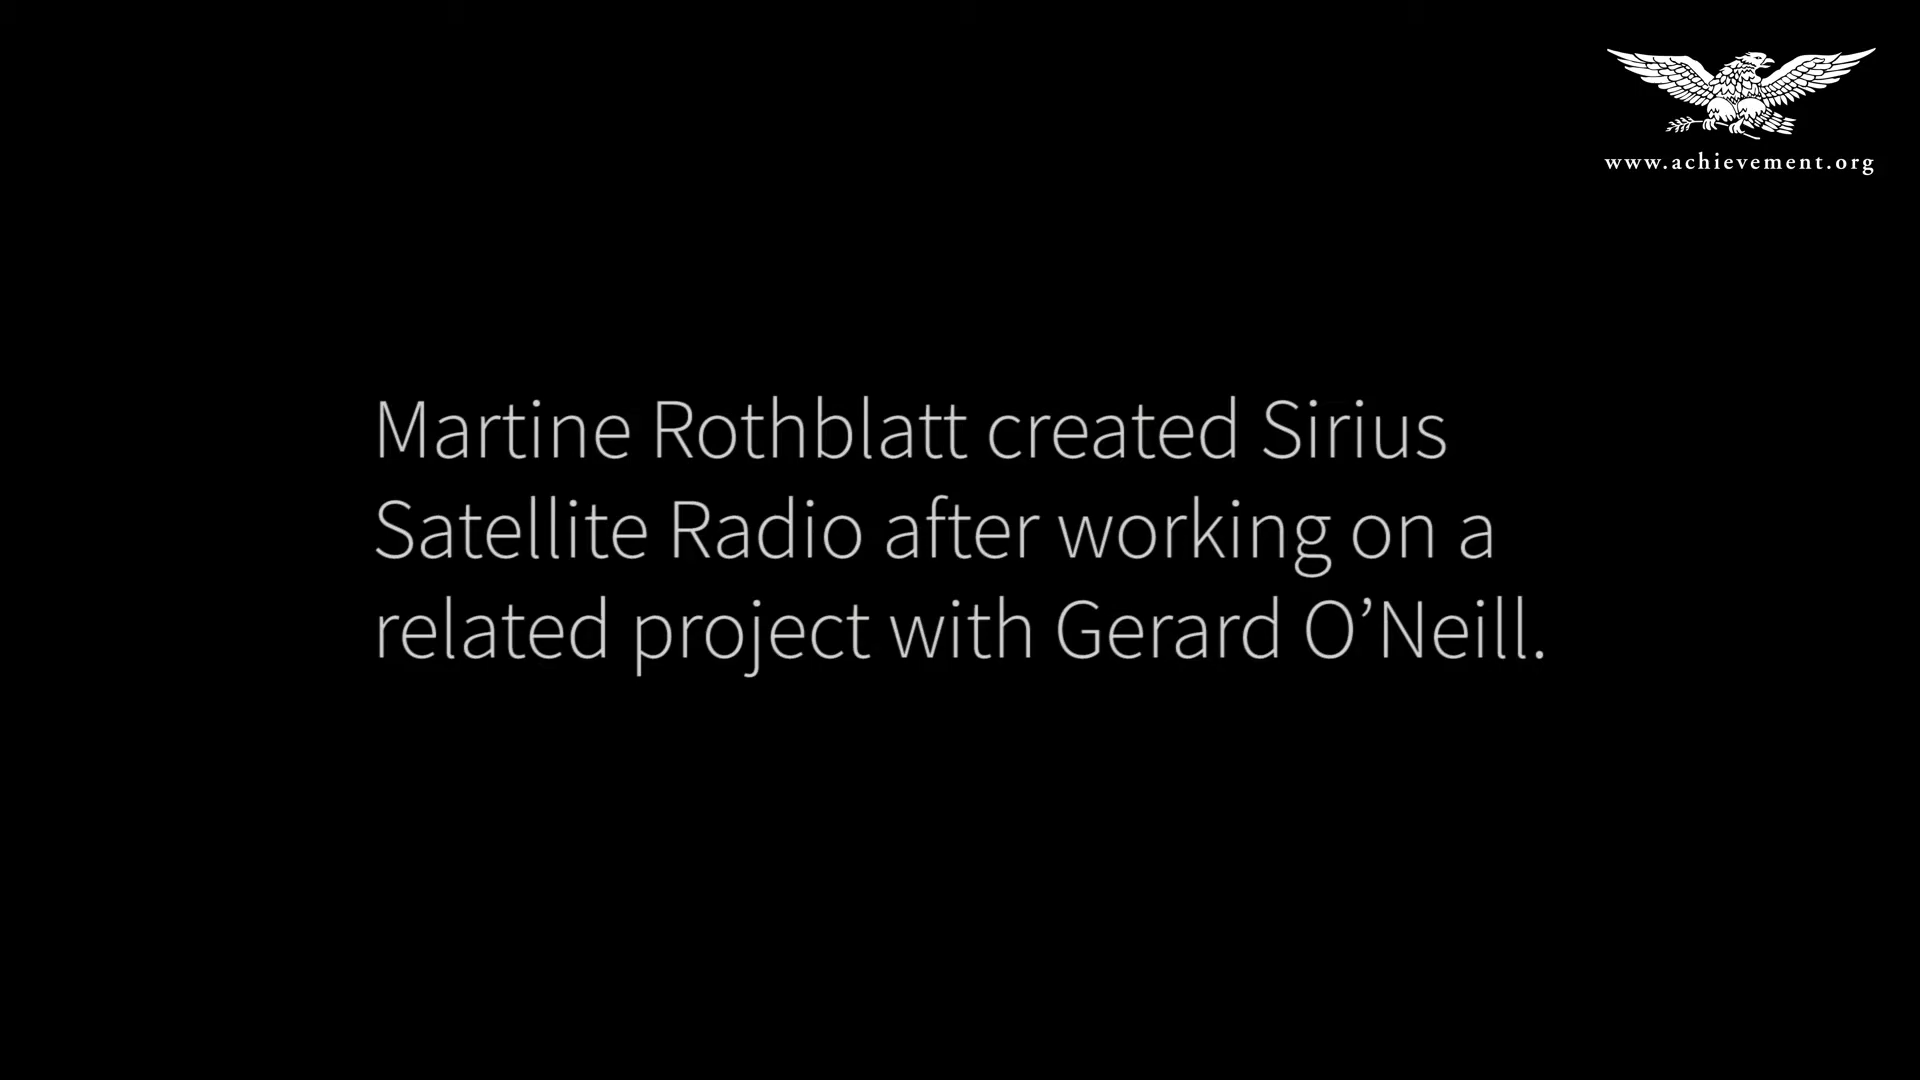 www.achievement.org
Martine Rothblatt created Sirius
Satellite Radio after working on a
related project with Gerard O’Neill.